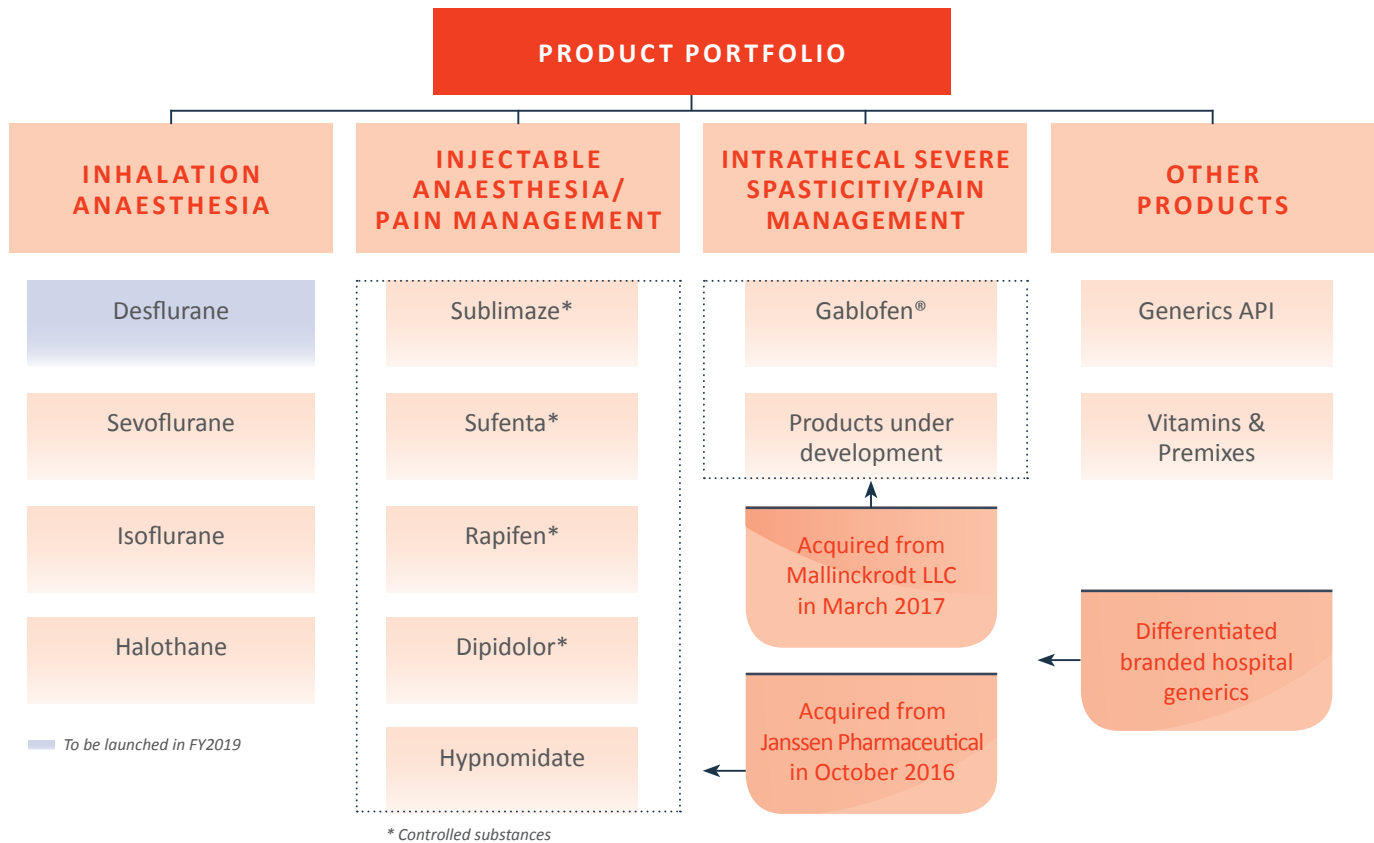 PRODUCT PORTFOLIO
INHALATION
ANAESTHESIA
Desflurane
Sevoflurane
Isoflurane
Halothane
To be launched in FY2019
INJECTABLE
ANAESTHESIA/
PAIN MANAGEMENT
Sublimaze*
Sufenta*
Rapifen*
Dipidolor*
Hypnomidate
* Controlled substances
INTRATHECAL SEVERE
SPASTICITIY/PAIN
MANAGEMENT
Gablofen®
Products under
development
Acquired from
Mallinckrodt LLC
in March 2017
Acquired from
Janssen Pharmaceutical
in October 2016
OTHER
PRODUCTS
Generics API
Vitamins &
Premixes
Differentiated
branded hospital
generics